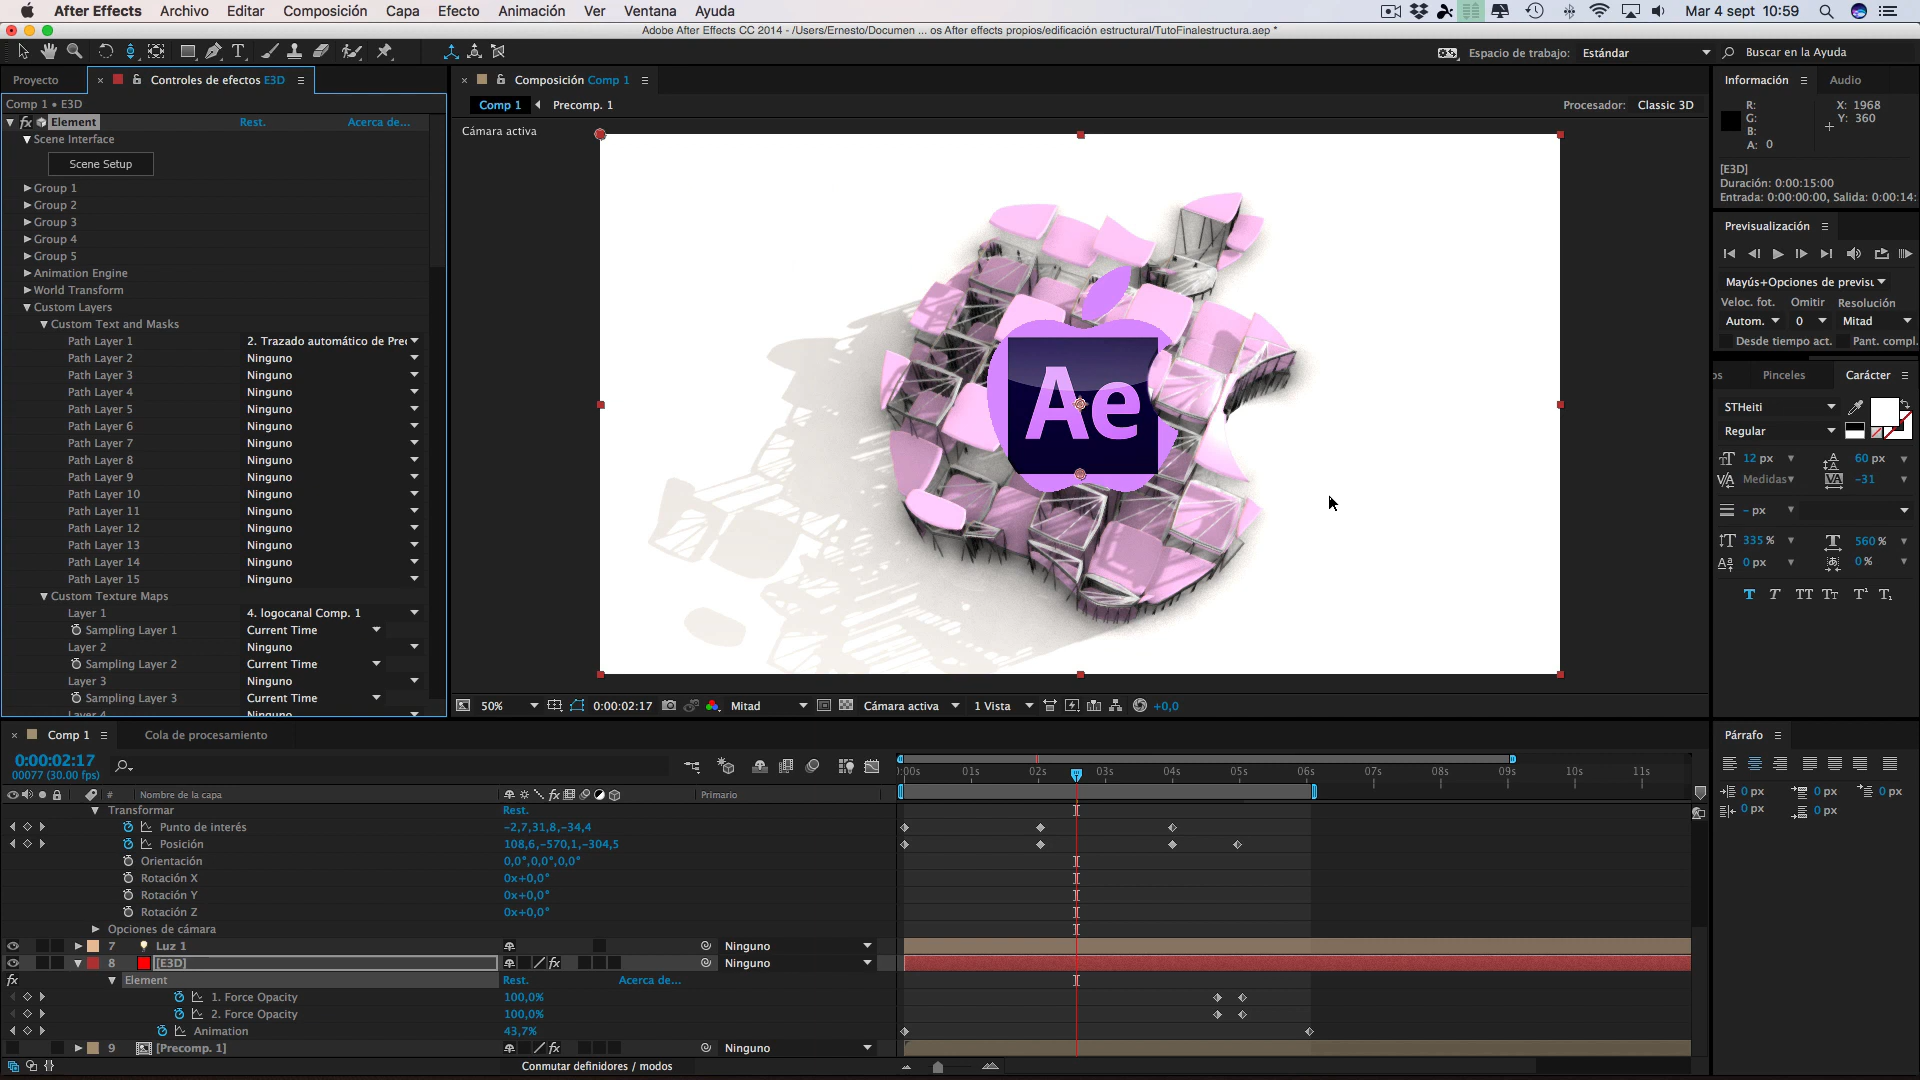 After Effects Archivo Editar Composición Capa Efecto Animación Ver Ventana Ayuda Mar 4 sept 10:59
Adobe After Effects CC 2014 - /Users/Ernesto/Documen ... os After effects propios/edificación estructural/TutoFinalestructura.aep *
Espacio de trabajo: Estándar Buscar en la Ayuda
Proyecto × Controles de efectos E3D
× Composición Comp 1
Información Audio
Comp 1 • E3D
Comp 1 Precomp. 1
Procesador: Classic 3D
Element Rest. Acerca de...
Scene Interface
Scene Setup
Group 1
Group 2
Group 3
Group 4
Group 5
Animation Engine
World Transform
Custom Layers
Custom Text and Masks
Path Layer 1 2. Trazado automático de Pre
Path Layer 2 Ninguno
Path Layer 3 Ninguno
Path Layer 4 Ninguno
Path Layer 5 Ninguno
Path Layer 6 Ninguno
Path Layer 7 Ninguno
Path Layer 8 Ninguno
Path Layer 9 Ninguno
Path Layer 10 Ninguno
Path Layer 11 Ninguno
Path Layer 12 Ninguno
Path Layer 13 Ninguno
Path Layer 14 Ninguno
Path Layer 15 Ninguno
Custom Texture Maps
Layer 1 4. logocanal Comp. 1
Sampling Layer 1 Current Time
Layer 2 Ninguno
Sampling Layer 2 Current Time
Layer 3 Ninguno
Sampling Layer 3 Current Time
Layer 4 Ninguno
Cámara activa
Ae
50% 0:00:02:17 Mitad Cámara activa 1 Vista +0,0
R: X: 1968
G: Y: 360
B:
A: 0
[E3D]
Duración: 0:00:15:00
Entrada: 0:00:00:00, Salida: 0:00:14:
Previsualización
Mayús+Opciones de previsu
Veloc. fot. Omitir Resolución
Autom. 0 Mitad
Desde tiempo act. Pant. compl.
os Pinceles Carácter
STHeiti
Regular
12 px 60 px
Medidas -31
- px
335 % 560 %
0 px 0 %
T T TT Tт T¹ T₁
× Comp 1 Cola de procesamiento
Párrafo
0:00:02:17
00077 (30.00 fps)
:00s 01s 02s 03s 04s 05s 06s 07s 08s 09s 10s 11s
# Nombre de la capa Primario
Transformar Rest.
Punto de interés -2,7,31,8,-34,4
Posición 108,6,-570,1,-304,5
Orientación 0,0°,0,0°,0,0°
Rotación X 0x+0,0°
Rotación Y 0x+0,0°
Rotación Z 0x+0,0°
Opciones de cámara
7 Luz 1 Ninguno
8 [E3D] fx Ninguno
fx Element Rest. Acerca de...
1. Force Opacity 100,0%
2. Force Opacity 100,0%
Animation 43,7%
9 [Precomp. 1] fx Ninguno
Conmutar definidores / modos
0 px 0 px 0 px
0 px 0 px